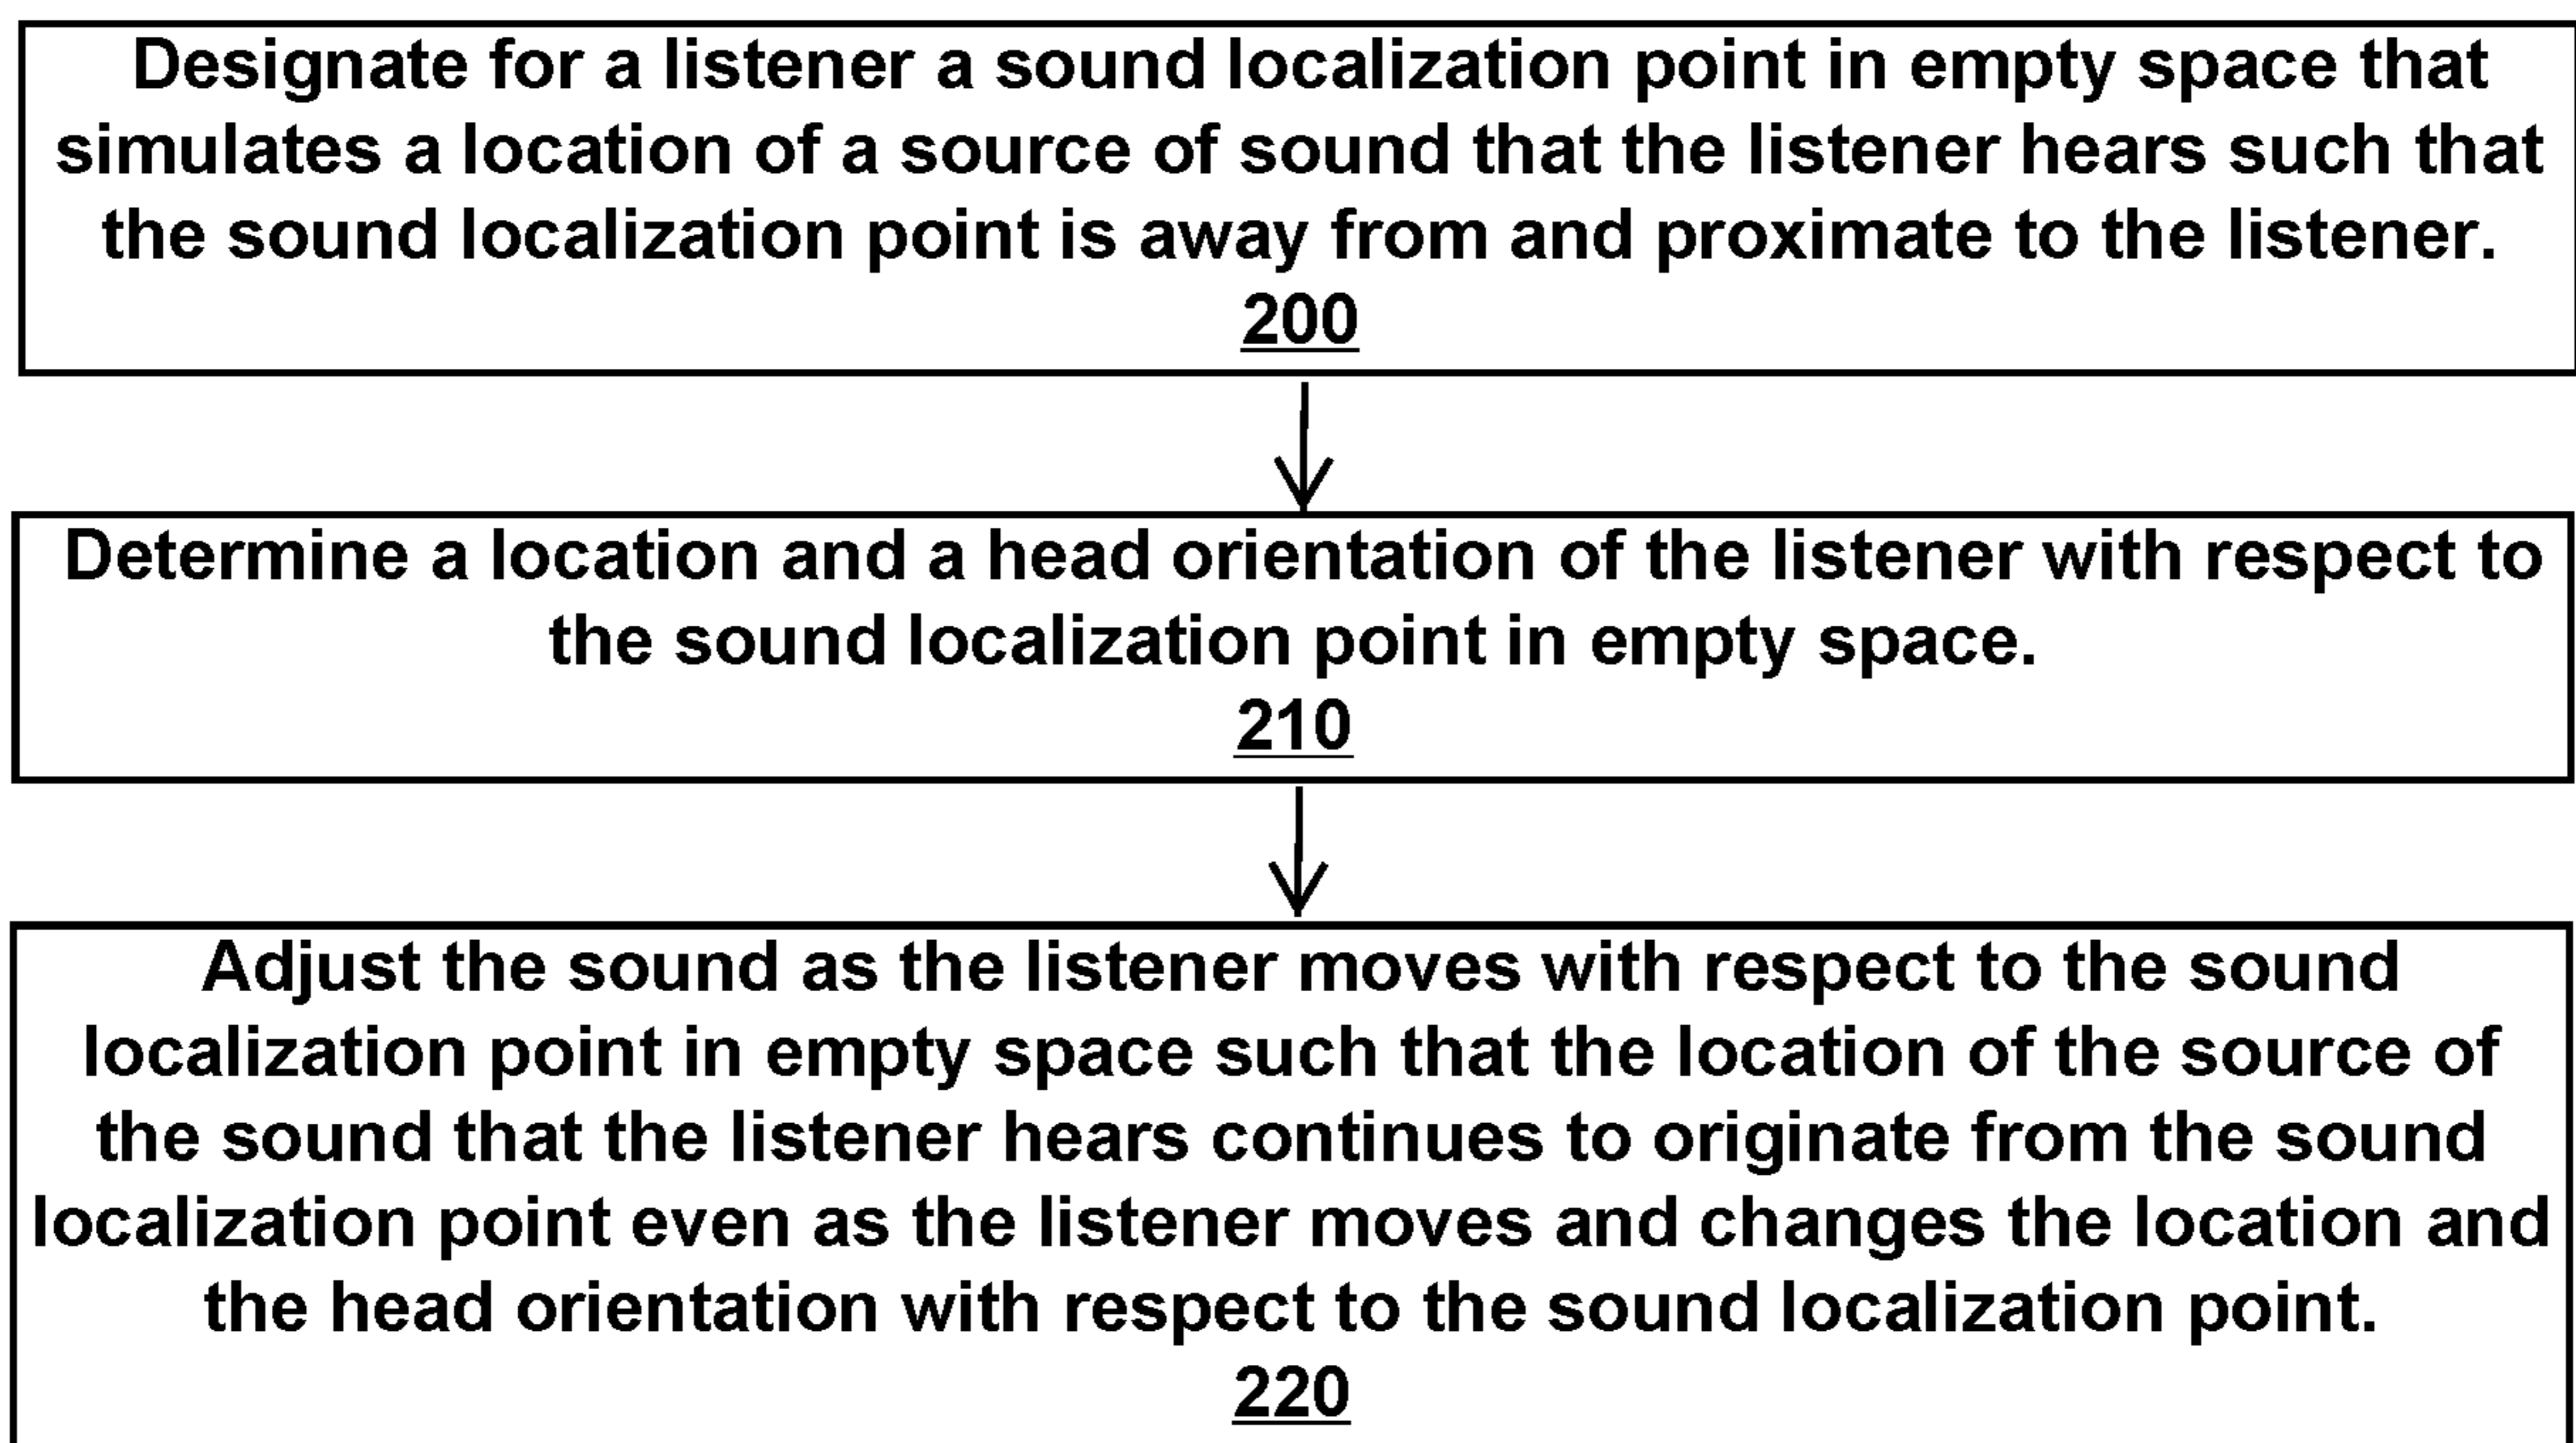 Designate for a listener a sound localization point in empty space that
simulates a location of a source of sound that the listener hears such that
the sound localization point is away from and proximate to the listener.
200
Determine a location and a head orientation of the listener with respect to
the sound localization point in empty space.
210
Adjust the sound as the listener moves with respect to the sound
localization point in empty space such that the location of the source of
the sound that the listener hears continues to originate from the sound
localization point even as the listener moves and changes the location and
the head orientation with respect to the sound localization point.
220